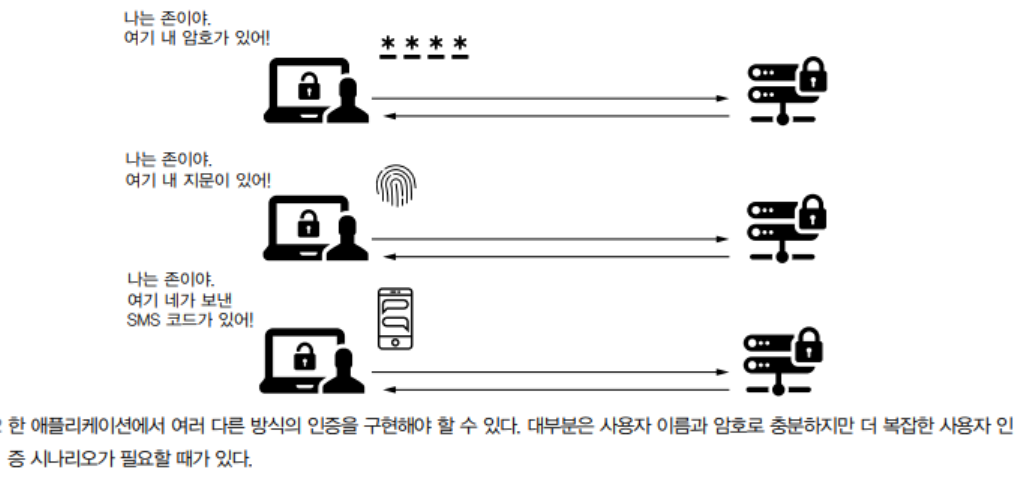 나는 존이야.
여기 내 암호가 있어!
* * * *
나는 존이야.
여기 내 지문이 있어!
나는 존이야.
여기 네가 보낸
SMS 코드가 있어!
한 애플리케이션에서 여러 다른 방식의 인증을 구현해야 할 수 있다. 대부분은 사용자 이름과 암호로 충분하지만 더 복잡한 사용자 인
증 시나리오가 필요할 때가 있다.